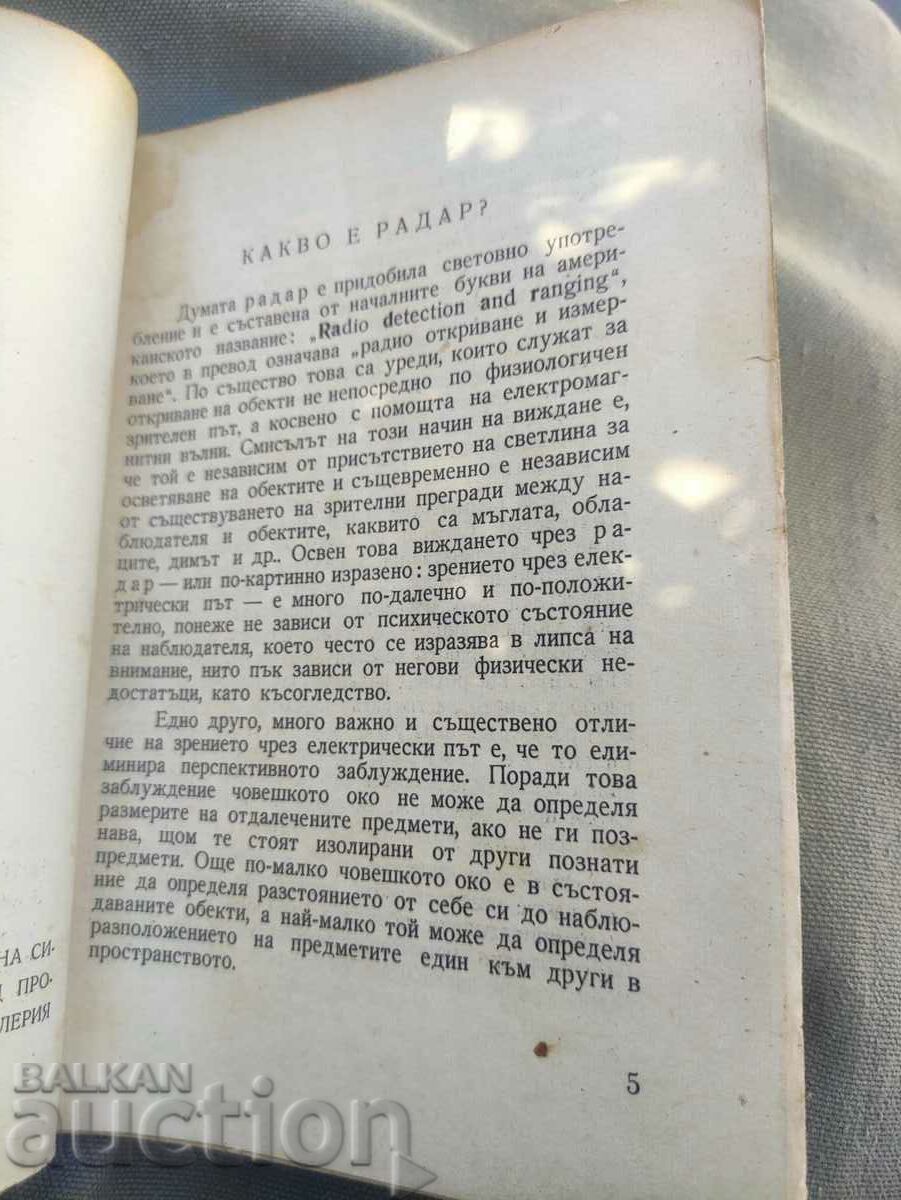 КАКВО Е РАДАР?
Думата радар е придобила световно употре-
бление и е съставена от началните букви на амери-
канското название: „Radio detection and ranging“,
което в превод означава „радио откриване и измер-
ване“. По същество това са уреди, които служат за
откриване на обекти не непосредно по физиологичен
зрителен път, а косвено с помощта на електромаг-
нитни вълни. Смисълът на този начин на виждане е,
че той е независим от присътствието на светлина за
осветяване на обектите и същевременно е независим
от съществуването на зрителни прегради между на-
блюдателя и обектите, каквито са мъглата, обла-
ците, димът и др.. Освен това виждането чрез ра-
дар — или по-картинно изразено: зрението чрез елек-
трически път — е много по-далечно и по-положи-
телно, понеже не зависи от психическото състояние
на наблюдателя, което често се изразява в липса на
внимание, нито пък зависи от негови физически не-
достатъци, като късогледство.
Едно друго, много важно и съществено отли-
чие на зрението чрез електрически път е, че то ели-
минира перспективното заблуждение. Поради това
заблуждение човешкото око не може да определя
размерите на отдалечените предмети, ако не ги поз-
нава, щом те стоят изолирани от други познати
предмети. Още по-малко човешкото око е в състоя-
ние да определя разстоянието от себе си до наблю-
даваните обекти, а най-малко той може да определя
разположението на предметите един към други в
пространството.
5
НА СИ-
ПРО-
ЛЕРИЯ
BALKAN
auction